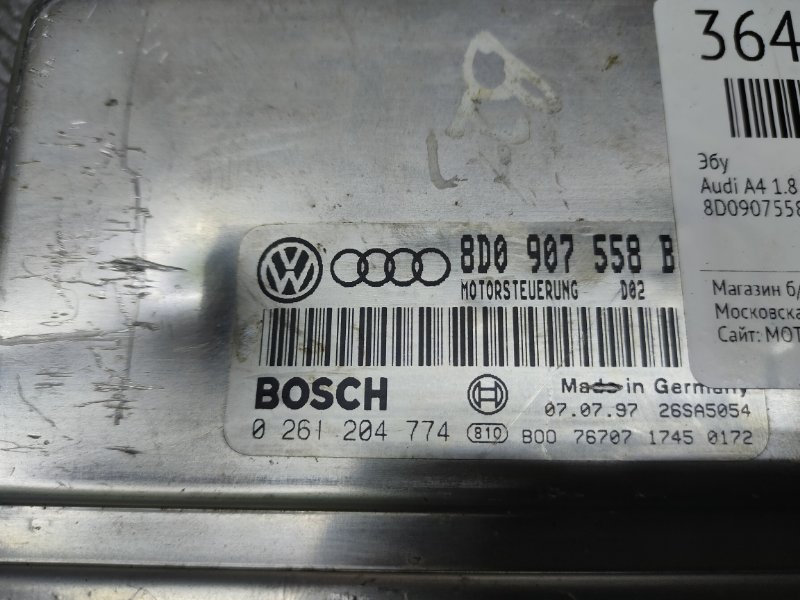 364
Эбу
Audi A4 1.8
8D0907558
Магазин б/
Московска
Сайт: МОТ
8D0 907 558 B
MOTORSTEUERUNG D02
BOSCH
Made in Germany
07.07.97 26SA5054
0 261 204 774 810 B00 76707 1745 0172